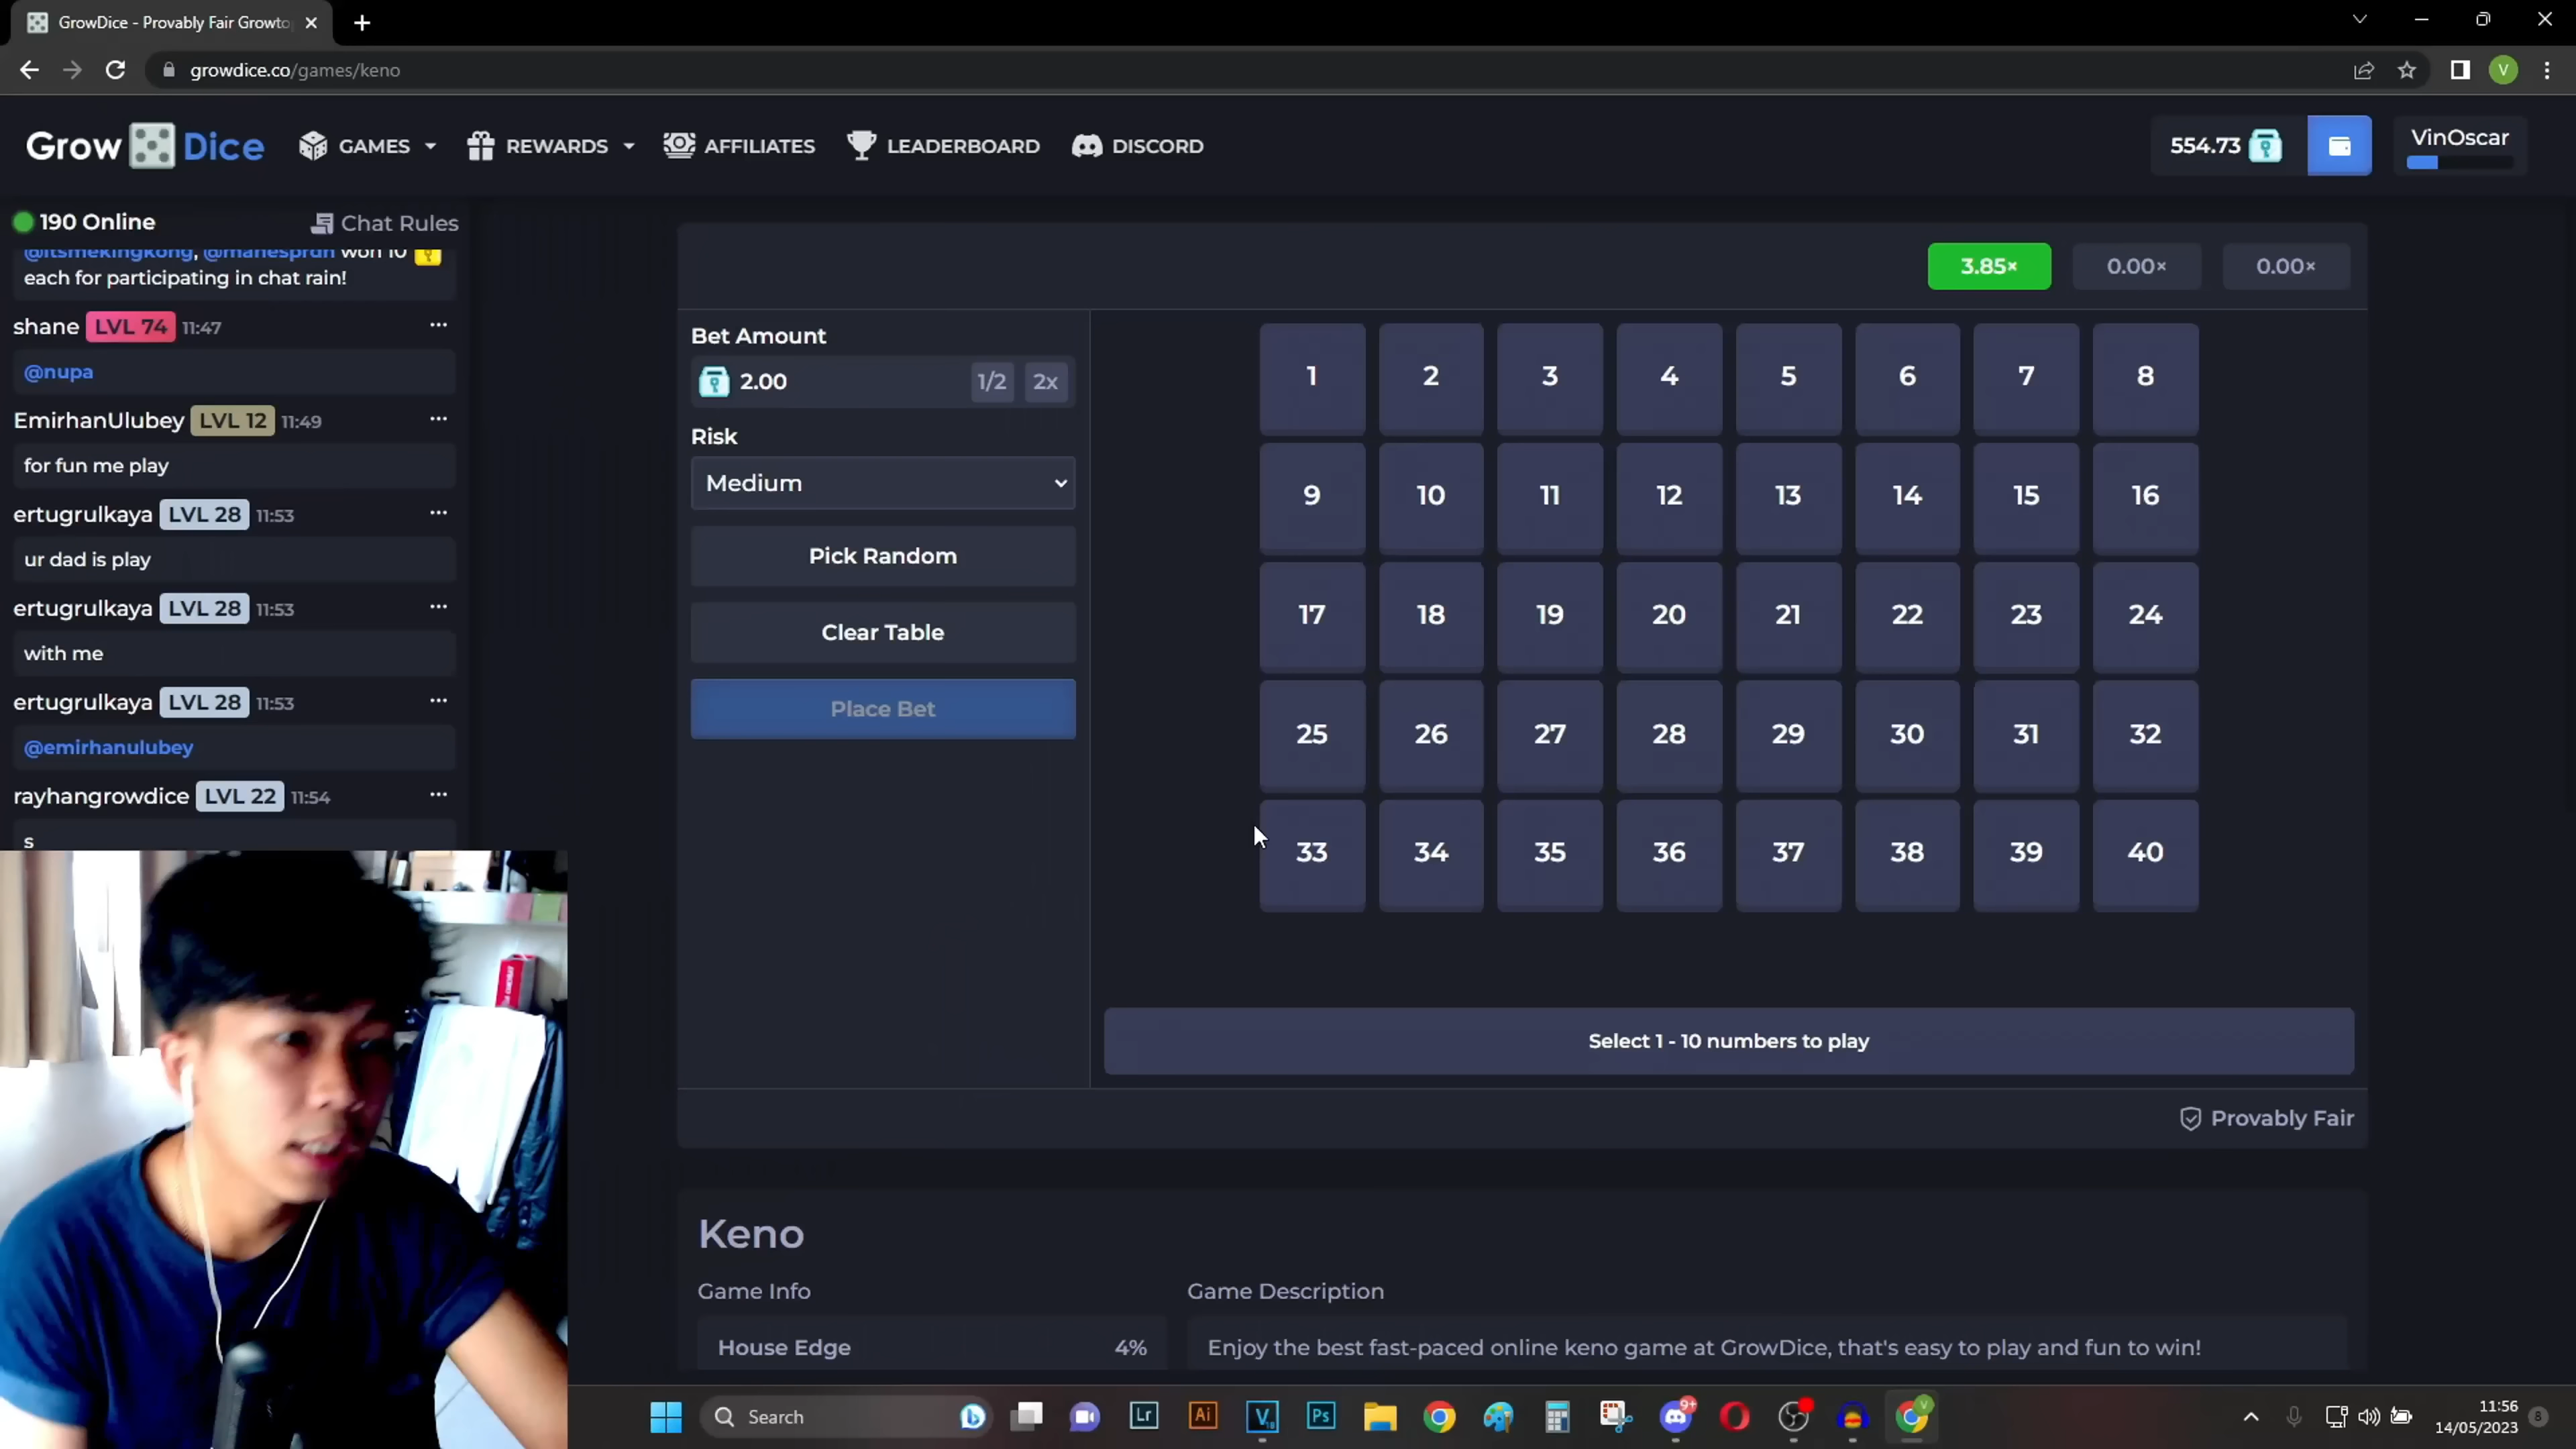 GrowDice - Provably Fair Growto
growdice.co/games/keno
V
Grow Dice
GAMES
REWARDS
AFFILIATES
LEADERBOARD
DISCORD
554.73
VinOscar
190 Online
Chat Rules
@itsmekingkong, @manesprdn won 10
each for participating in chat rain!
shane LVL 74 11:47
@nupa
EmirhanUlubey LVL 12 11:49
for fun me play
ertugrulkaya LVL 28 11:53
ur dad is play
ertugrulkaya LVL 28 11:53
with me
ertugrulkaya LVL 28 11:53
@emirhanulubey
rayhangrowdice LVL 22 11:54
s
3.85× 0.00× 0.00×
Bet Amount
2.00 1/2 2x
Risk
Medium
Pick Random
Clear Table
Place Bet
1 2 3 4 5 6 7 8
9 10 11 12 13 14 15 16
17 18 19 20 21 22 23 24
25 26 27 28 29 30 31 32
33 34 35 36 37 38 39 40
Select 1 - 10 numbers to play
Provably Fair
Keno
Game Info
House Edge 4%
Game Description
Enjoy the best fast-paced online keno game at GrowDice, that's easy to play and fun to win!
Search
Lr
Ai
V
Ps
9+
V
11:56
14/05/2023
8